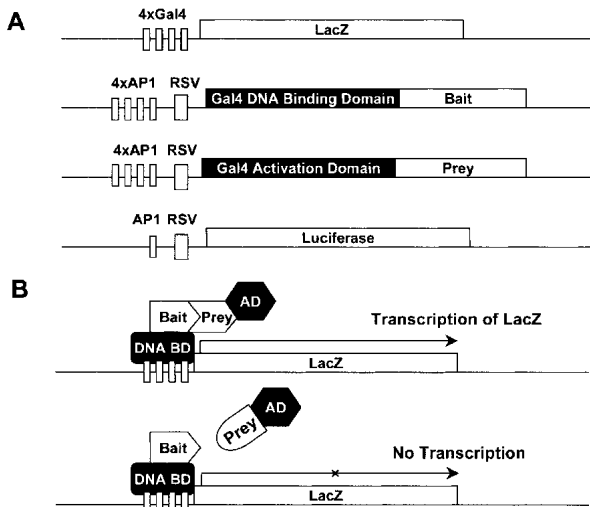 A
4xGal4
LacZ
4xAP1 RSV
Gal4 DNA Binding Domain Bait
4xAP1 RSV
Gal4 Activation Domain Prey
AP1 RSV
Luciferase
B
AD
Bait Prey
Transcription of LacZ
DNA BD
LacZ
AD
Prey
Bait
No Transcription
DNA BD
LacZ